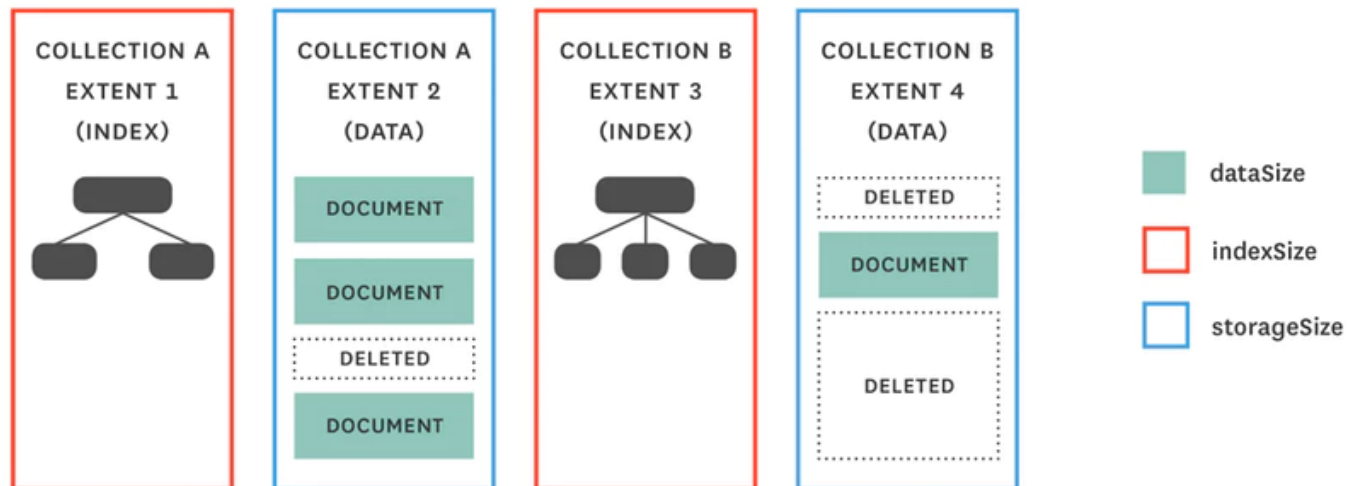 COLLECTION A
EXTENT 1
(INDEX)
COLLECTION A
EXTENT 2
(DATA)
DOCUMENT
DOCUMENT
DELETED
DOCUMENT
COLLECTION B
EXTENT 3
(INDEX)
COLLECTION B
EXTENT 4
(DATA)
DELETED
DOCUMENT
DELETED
dataSize
indexSize
storageSize